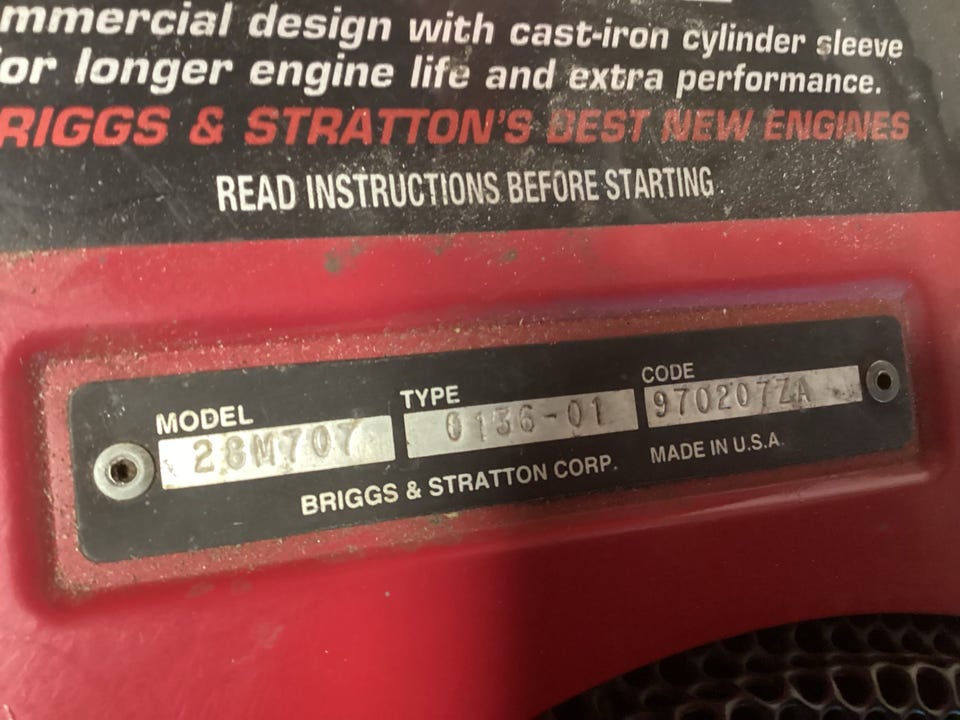 mmercial design with cast-iron cylinder sleeve
or longer engine life and extra performance.
RIGGS & STRATTON'S BEST NEW ENGINES
READ INSTRUCTIONS BEFORE STARTING
MODEL TYPE CODE
28M707 0136-01 970207ZA
BRIGGS & STRATTON CORP. MADE IN U.S.A.